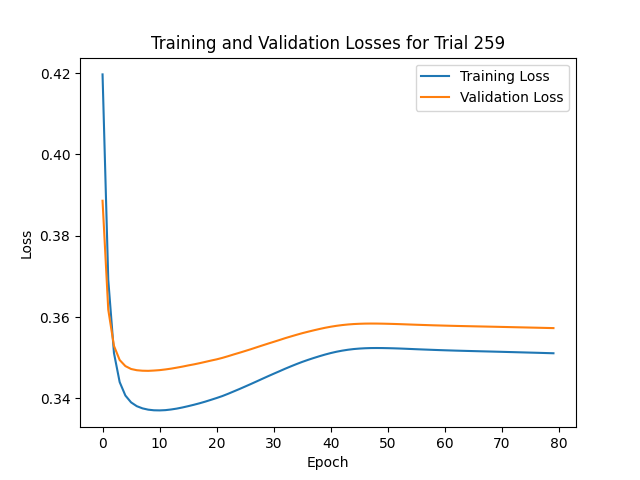 Training and Validation Losses for Trial 259
Training Loss
Validation Loss
Loss
0.42
0.40
0.38
0.36
0.34
0 10 20 30 40 50 60 70 80
Epoch